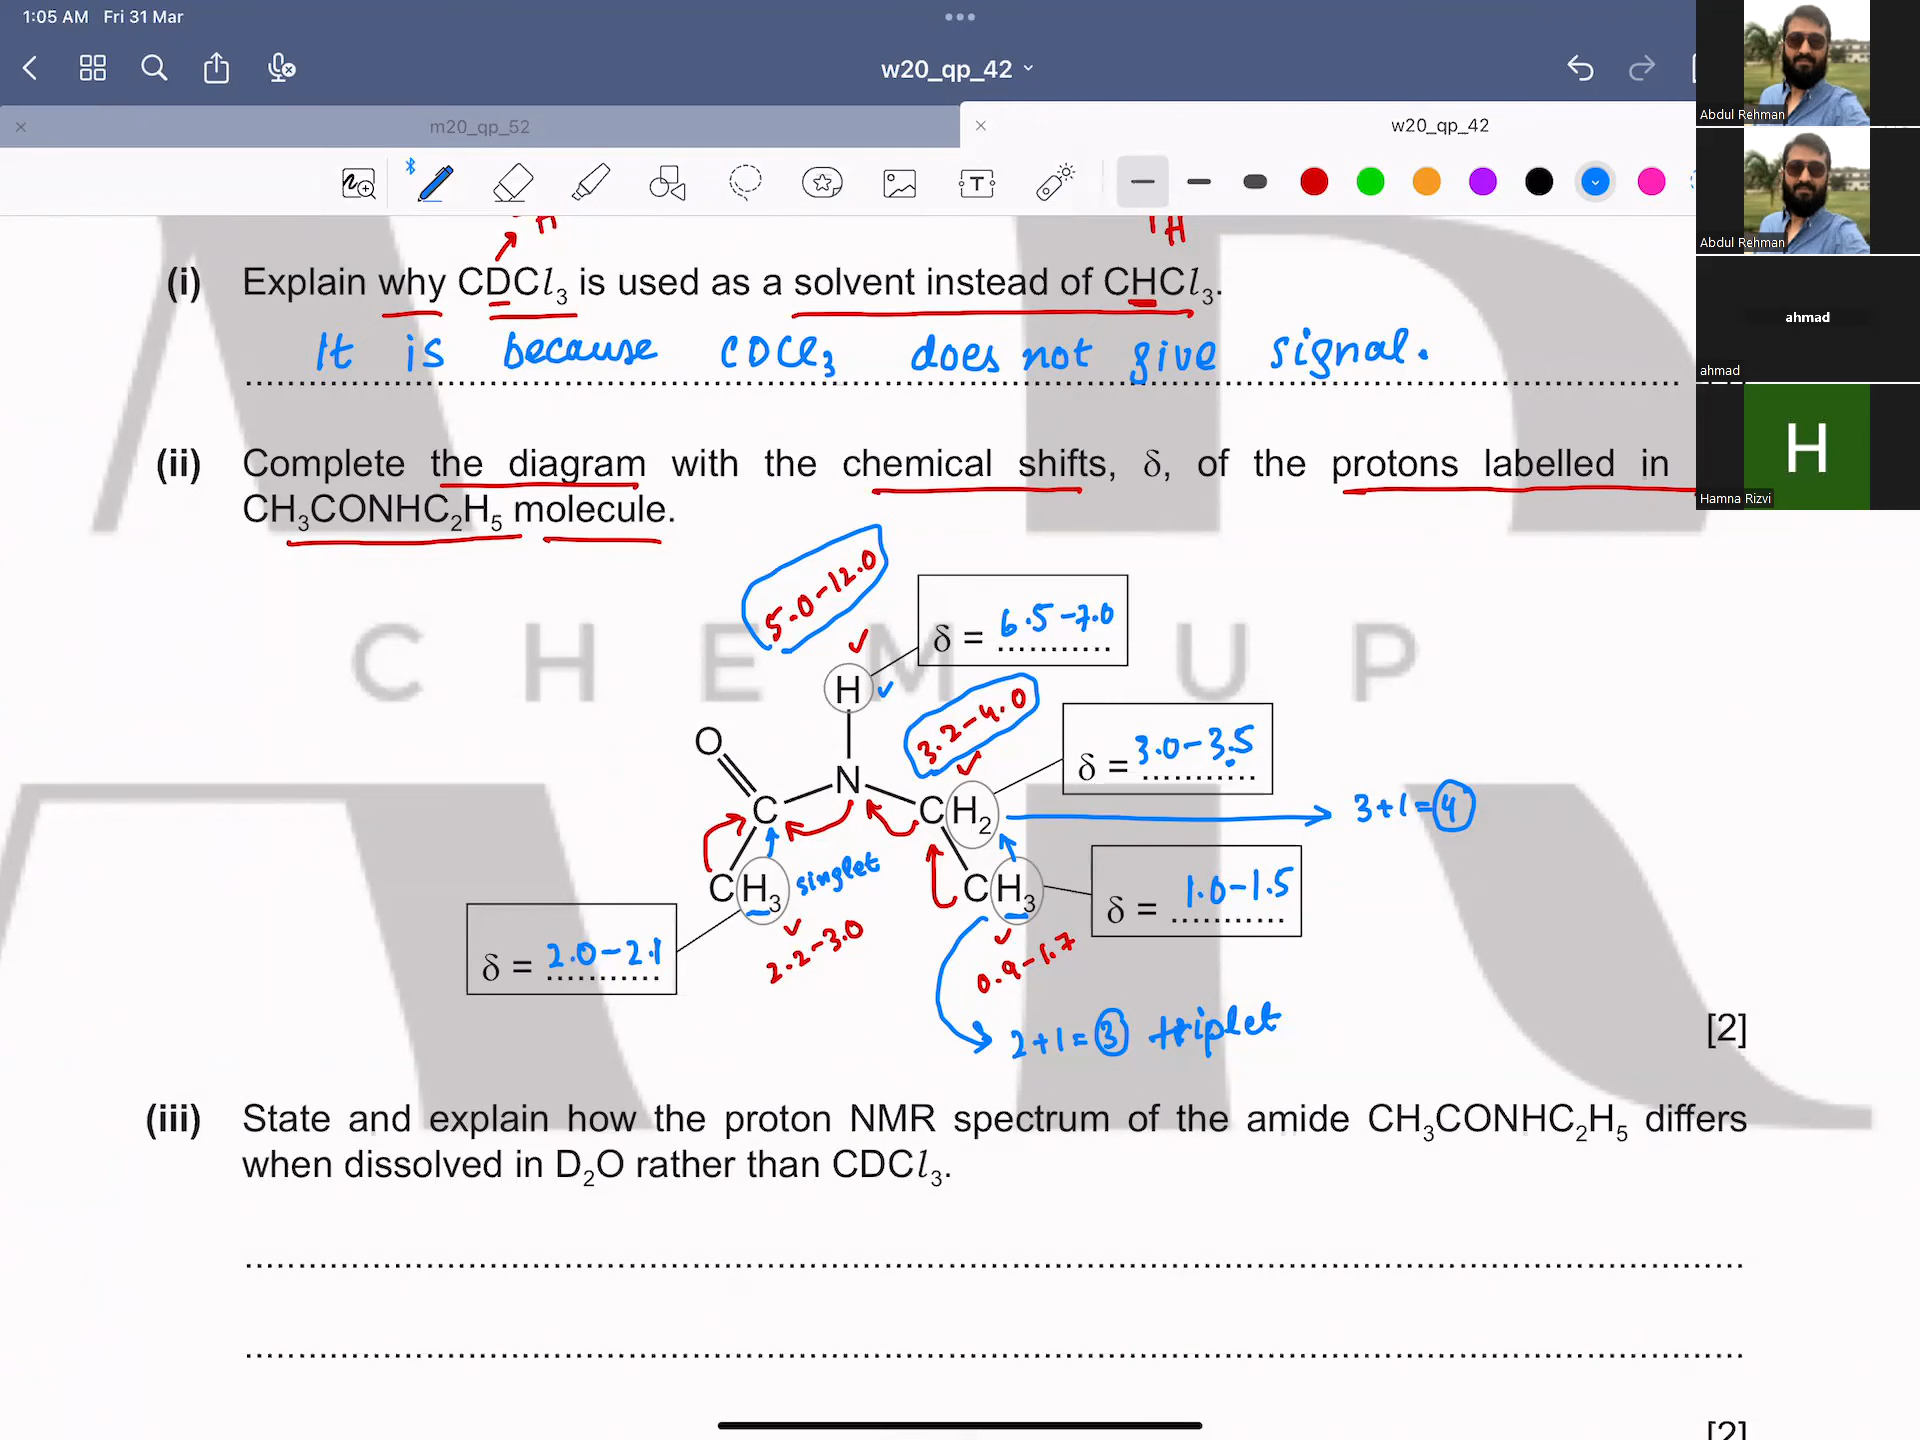 1:05 AM Fri 31 Mar
w20_qp_42
m20_qp_52
w20_qp_42
Abdul Rehman
Abdul Rehman
ahmad
ahmad
H
Hamna Rizvi
H
H
(i) Explain why CDCl3 is used as a solvent instead of CHCl3.
It is because CDCl3 does not give signal.
(ii) Complete the diagram with the chemical shifts, δ, of the protons labelled in
CH3CONHC2H5 molecule.
CHEM UP
5.0-12.0
δ = 6.5-7.0
H
3.2-4.0
δ = 3.0-3.5
O
N
C
CH2
3+1=4
CH3
singlet
CH3
δ = 1.0-1.5
δ = 2.0-2.1
2.2-3.0
0.9-1.7
2+1=3 triplet
[2]
(iii) State and explain how the proton NMR spectrum of the amide CH3CONHC2H5 differs
when dissolved in D2O rather than CDCl3.
[2]